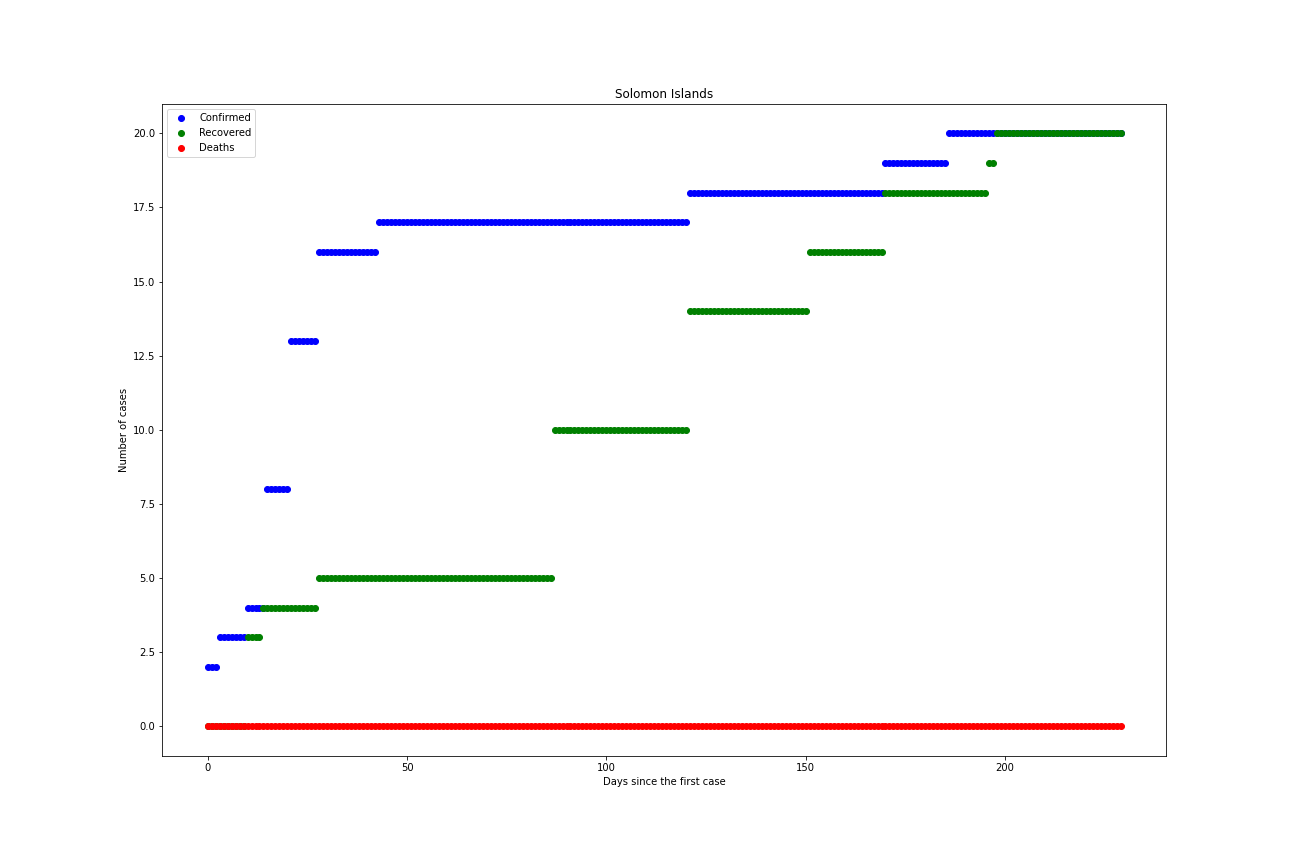 Solomon Islands
Confirmed
Recovered
Deaths
20.0
17.5
15.0
12.5
10.0
7.5
5.0
2.5
0.0
Number of cases
0 50 100 150 200
Days since the first case